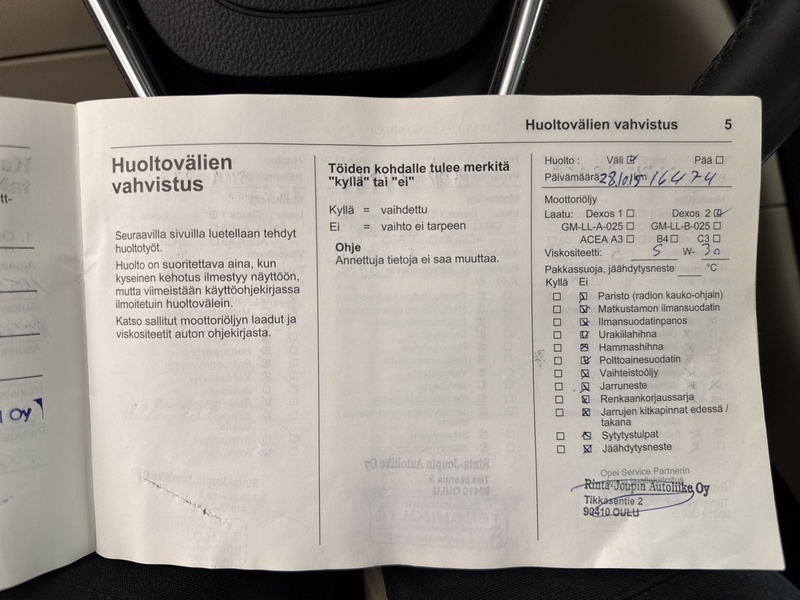 Huoltovälien vahvistus 5
Huoltovälien
vahvistus
Seuraavilla sivuilla luetellaan tehdyt
huoltotyöt.
Huolto on suoritettava aina, kun
kyseinen kehotus ilmestyy näyttöön,
mutta viimeistään käyttöohjekirjassa
ilmoitetuin huoltovälein.
Katso sallitut moottoriöljyn laadut ja
viskositeetit auton ohjekirjasta.
Töiden kohdalle tulee merkitä
"kyllä" tai "ei"
Kyllä = vaihdettu
Ei = vaihto ei tarpeen
Ohje
Annettuja tietoja ei saa muuttaa.
Huolto : Väli Pää
Päivämäärä 16474
Moottoriöljy
Laatu: Dexos 1 Dexos 2
GM-LL-A-025 GM-LL-B-025
ACEA A3 B4 C3
Viskositeetti: 5 W- 30
Pakkassuoja, jäähdytysneste °C
Kyllä Ei
Paristo (radion kauko-ohjain)
Matkustamon ilmansuodatin
Ilmansuodatinpanos
Urakiilahihna
Hammashihna
Polttoainesuodatin
Vaihteistoöljy
Jarruneste
Renkaankorjaussarja
Jarrujen kitkapinnat edessä /
takana
Sytytystulpat
Jäähdytysneste
Opel Service Partnerin
Rinta-Joupin Autoliike Oy
Tikkasentie 2
90410 OULU
OY
tt-